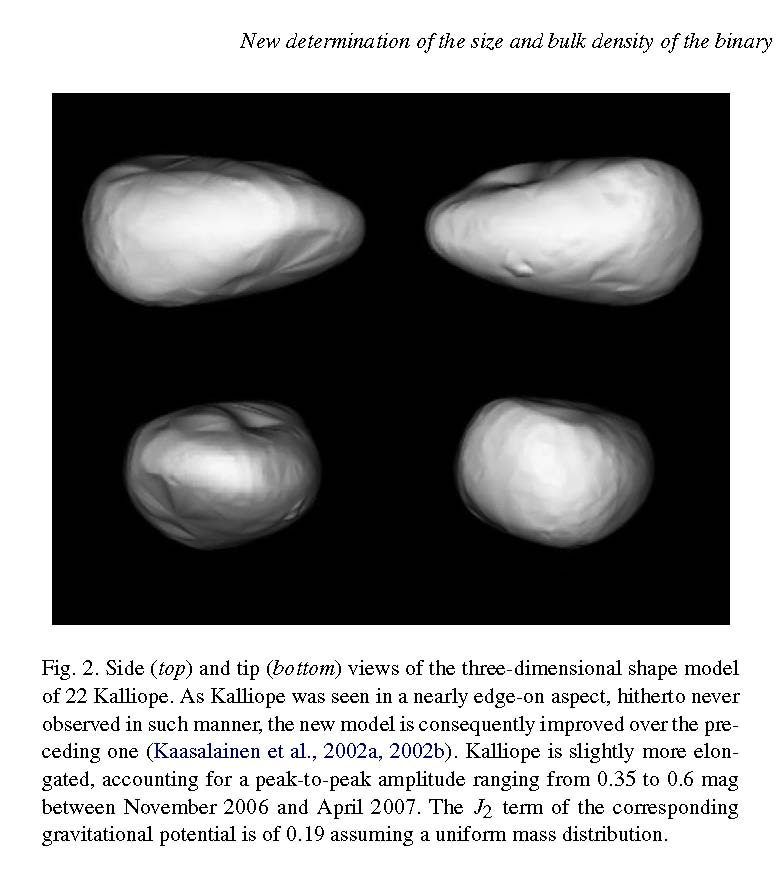 New determination of the size and bulk density of the binary
Fig. 2. Side (top) and tip (bottom) views of the three-dimensional shape model
of 22 Kalliope. As Kalliope was seen in a nearly edge-on aspect, hitherto never
observed in such manner, the new model is consequently improved over the pre-
ceding one (Kaasalainen et al., 2002a, 2002b). Kalliope is slightly more elon-
gated, accounting for a peak-to-peak amplitude ranging from 0.35 to 0.6 mag
between November 2006 and April 2007. The J₂ term of the corresponding
gravitational potential is of 0.19 assuming a uniform mass distribution.